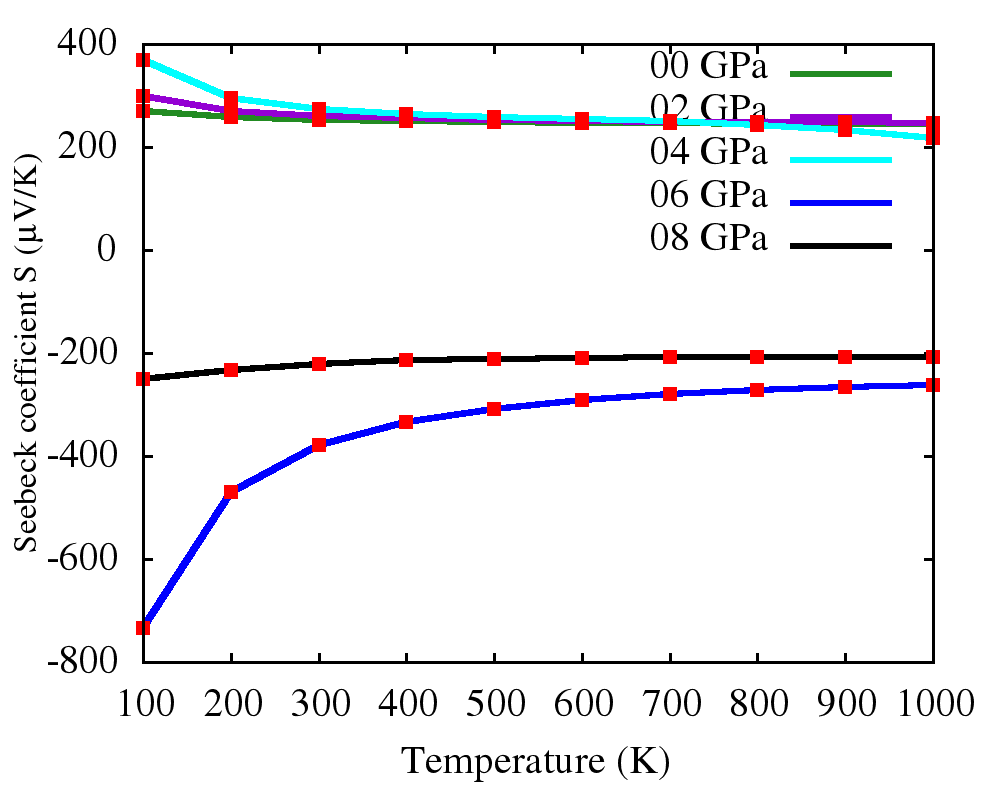 Seebeck coefficient S (µV/K)
400
200
0
-200
-400
-600
-800
00 GPa
02 GPa
04 GPa
06 GPa
08 GPa
100 200 300 400 500 600 700 800 900 1000
Temperature (K)